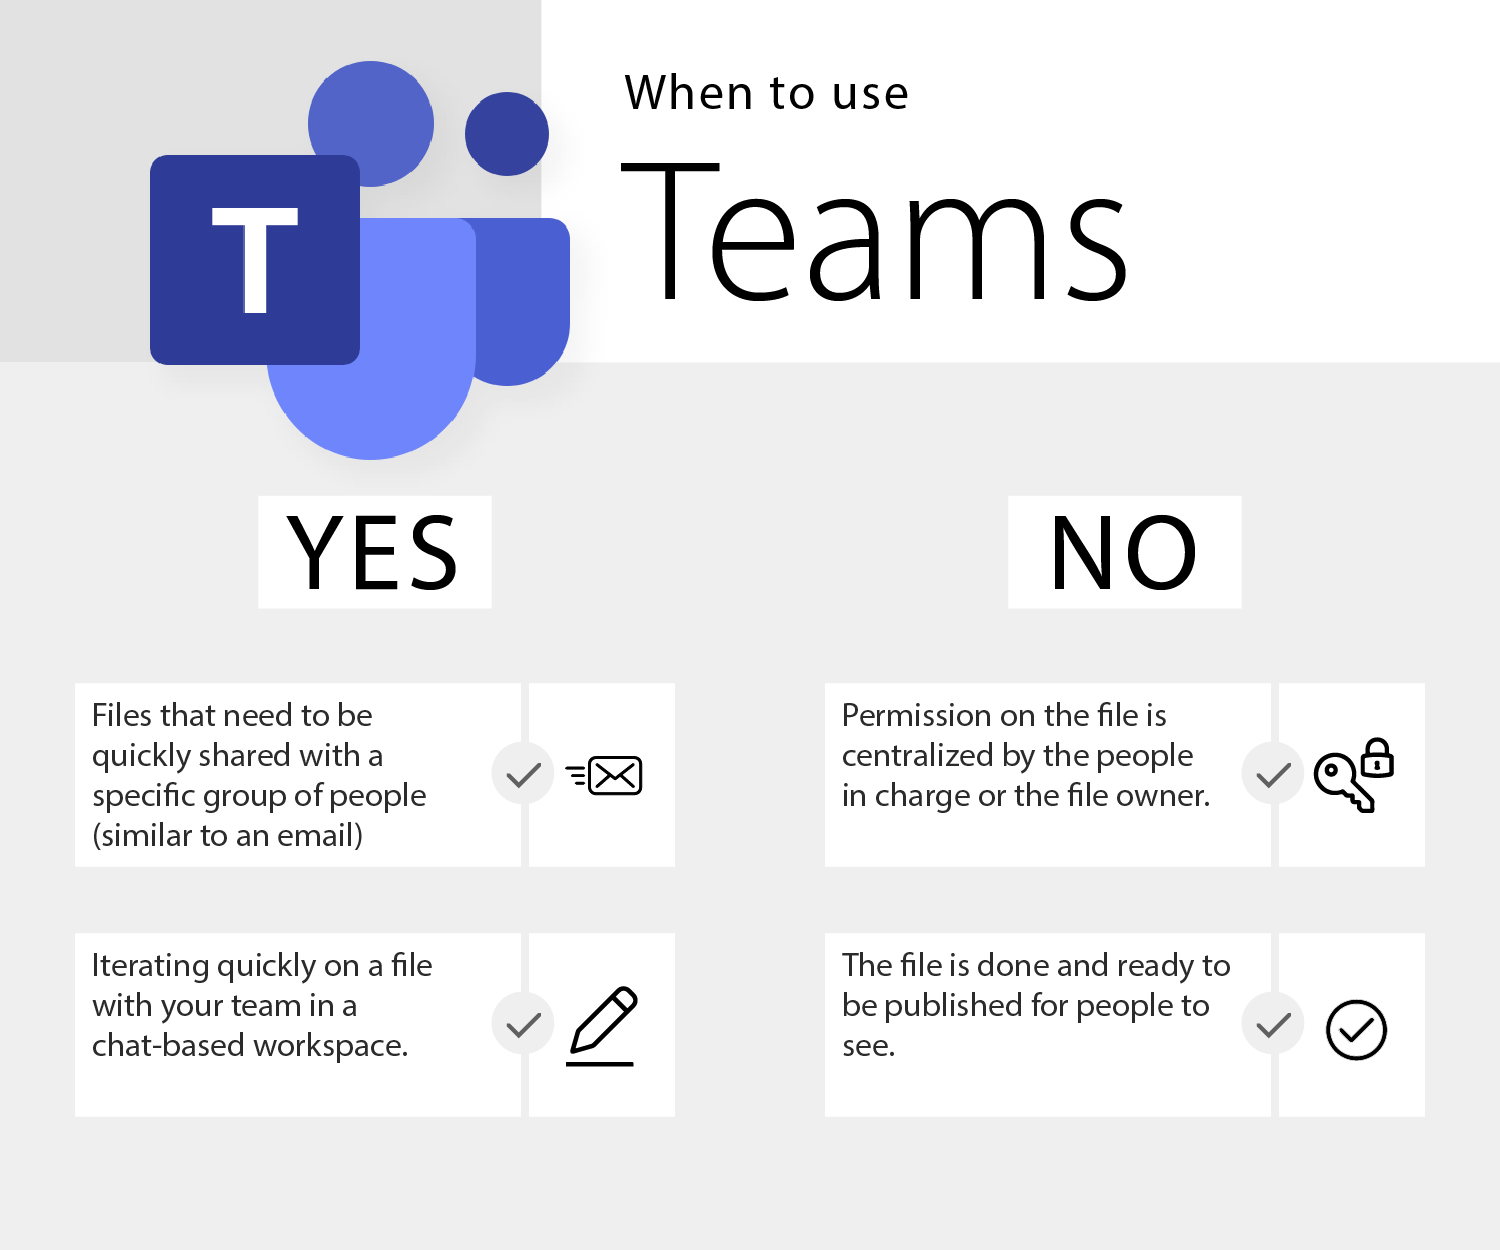 T
When to use
Teams
YES
Files that need to be
quickly shared with a
specific group of people
(similar to an email)
Iterating quickly on a file
with your team in a
chat-based workspace.
NO
Permission on the file is
centralized by the people
in charge or the file owner.
The file is done and ready to
be published for people to
see.